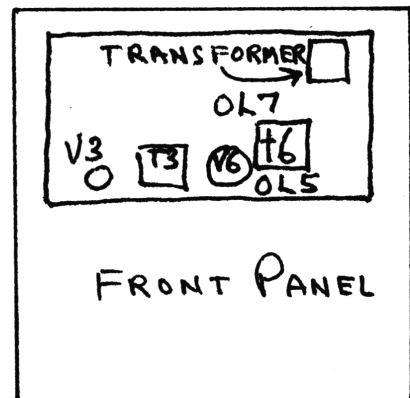 TRANSFORMER
OL7
V3 T3 V6 t6
OL5
FRONT PANEL